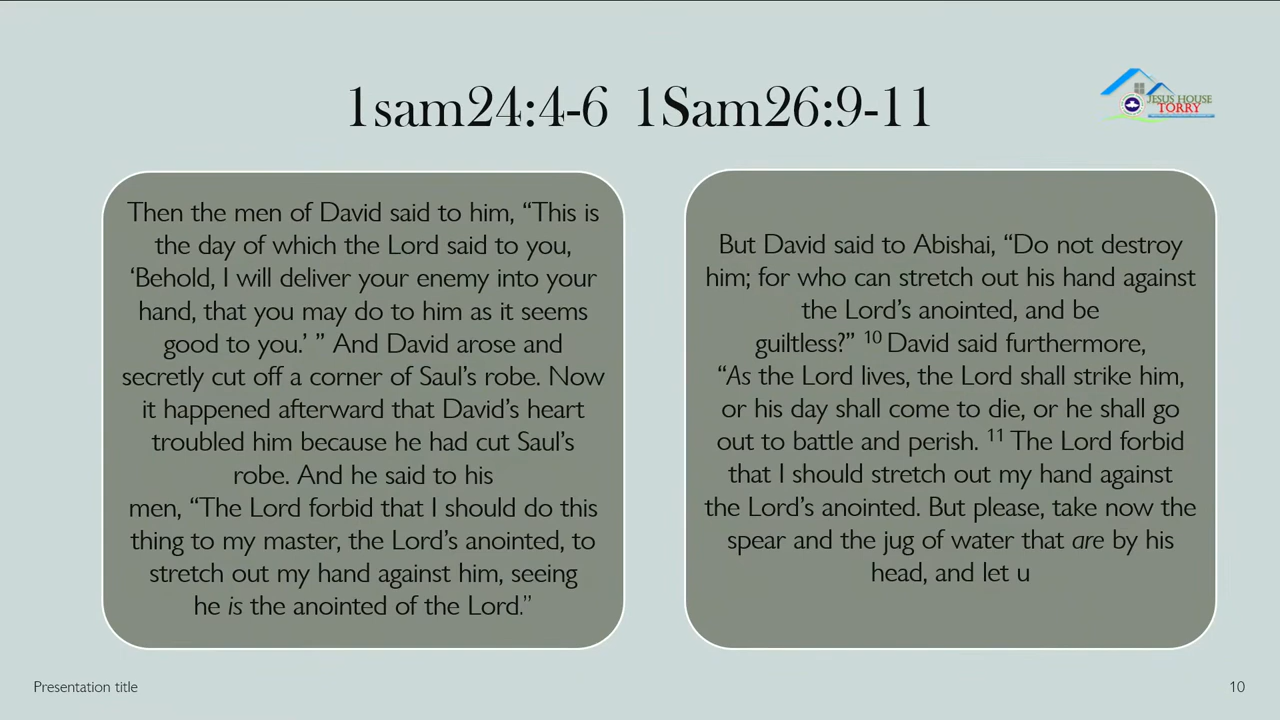 1sam24:4-6 1Sam26:9-11
JESUS HOUSE
TORRY
Then the men of David said to him, “This is
the day of which the Lord said to you,
‘Behold, I will deliver your enemy into your
hand, that you may do to him as it seems
good to you.’ ” And David arose and
secretly cut off a corner of Saul’s robe. Now
it happened afterward that David’s heart
troubled him because he had cut Saul’s
robe. And he said to his
men, “The Lord forbid that I should do this
thing to my master, the Lord’s anointed, to
stretch out my hand against him, seeing
he is the anointed of the Lord.”
But David said to Abishai, “Do not destroy
him; for who can stretch out his hand against
the Lord’s anointed, and be
guiltless?” 10 David said furthermore,
“As the Lord lives, the Lord shall strike him,
or his day shall come to die, or he shall go
out to battle and perish. 11 The Lord forbid
that I should stretch out my hand against
the Lord’s anointed. But please, take now the
spear and the jug of water that are by his
head, and let u
Presentation title
10